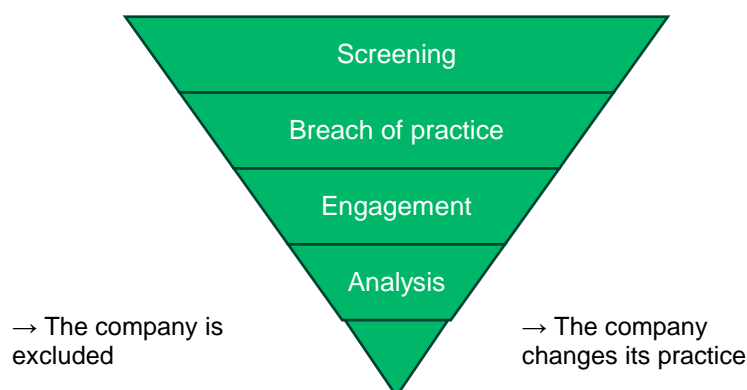 Screening
Breach of practice
Engagement
Analysis
→ The company is
excluded
→ The company
changes its practice